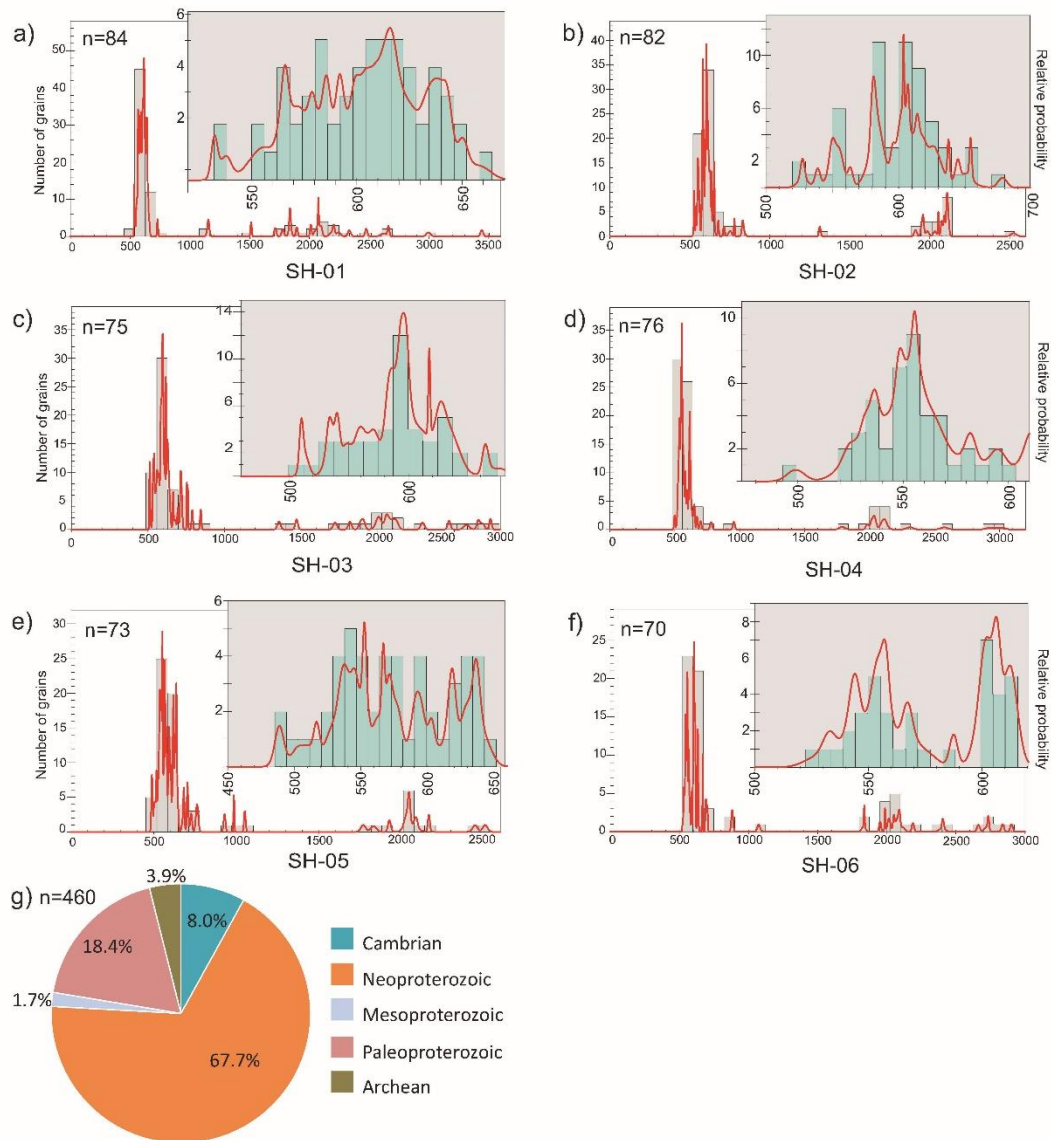 a)
n=84
Number of grains
50
40
30
20
10
0
0 500 1000 1500 2000 2500 3000 3500
6
4
2
550 600 650
SH-01
b)
n=82
40
35
30
25
20
15
10
5
0
0 500 1000 1500 2000 2500
10
6
2
500 600 700
Relative probability
SH-02
c)
n=75
Number of grains
35
30
25
20
15
10
5
0
0 500 1000 1500 2000 2500 3000
14
10
6
2
500 600
SH-03
d)
n=76
35
30
25
20
15
10
5
0
0 500 1000 1500 2000 2500 3000
10
6
2
500 550 600
Relative probability
SH-04
e)
n=73
Number of grains
30
25
20
15
10
5
0
0 500 1000 1500 2000 2500
6
4
2
450 500 550 600 650
SH-05
f)
n=70
25
20
15
10
5
0
0 500 1000 1500 2000 2500 3000
8
6
4
2
500 550 600
Relative probability
SH-06
g) n=460
3.9%
8.0%
18.4%
1.7%
67.7%
Cambrian
Neoproterozoic
Mesoproterozoic
Paleoproterozoic
Archean